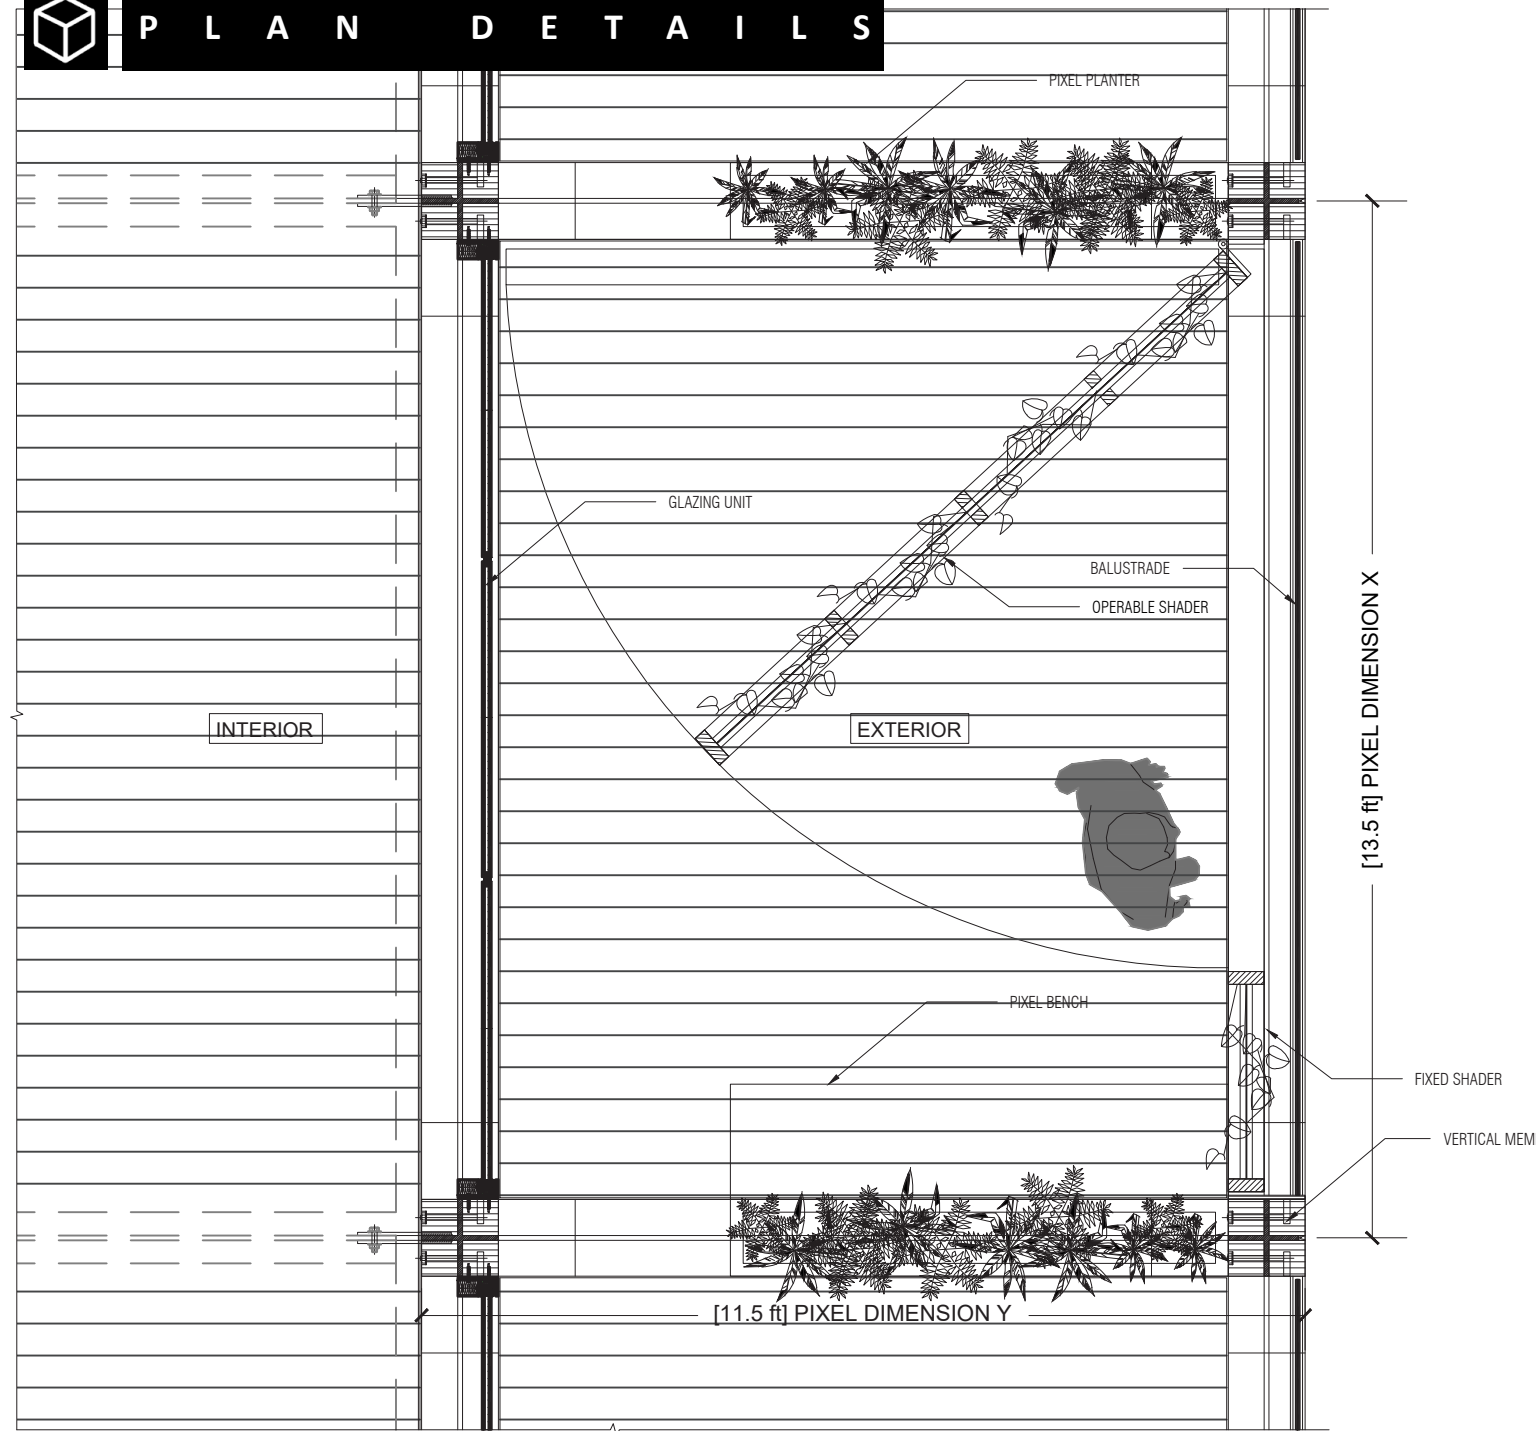 PLAN DETAILS
PIXEL PLANTER
GLAZING UNIT
BALUSTRADE
OPERABLE SHADER
INTERIOR
EXTERIOR
[13.5 ft] PIXEL DIMENSION X
PIXEL BENCH
FIXED SHADER
VERTICAL MEM
[11.5 ft] PIXEL DIMENSION Y